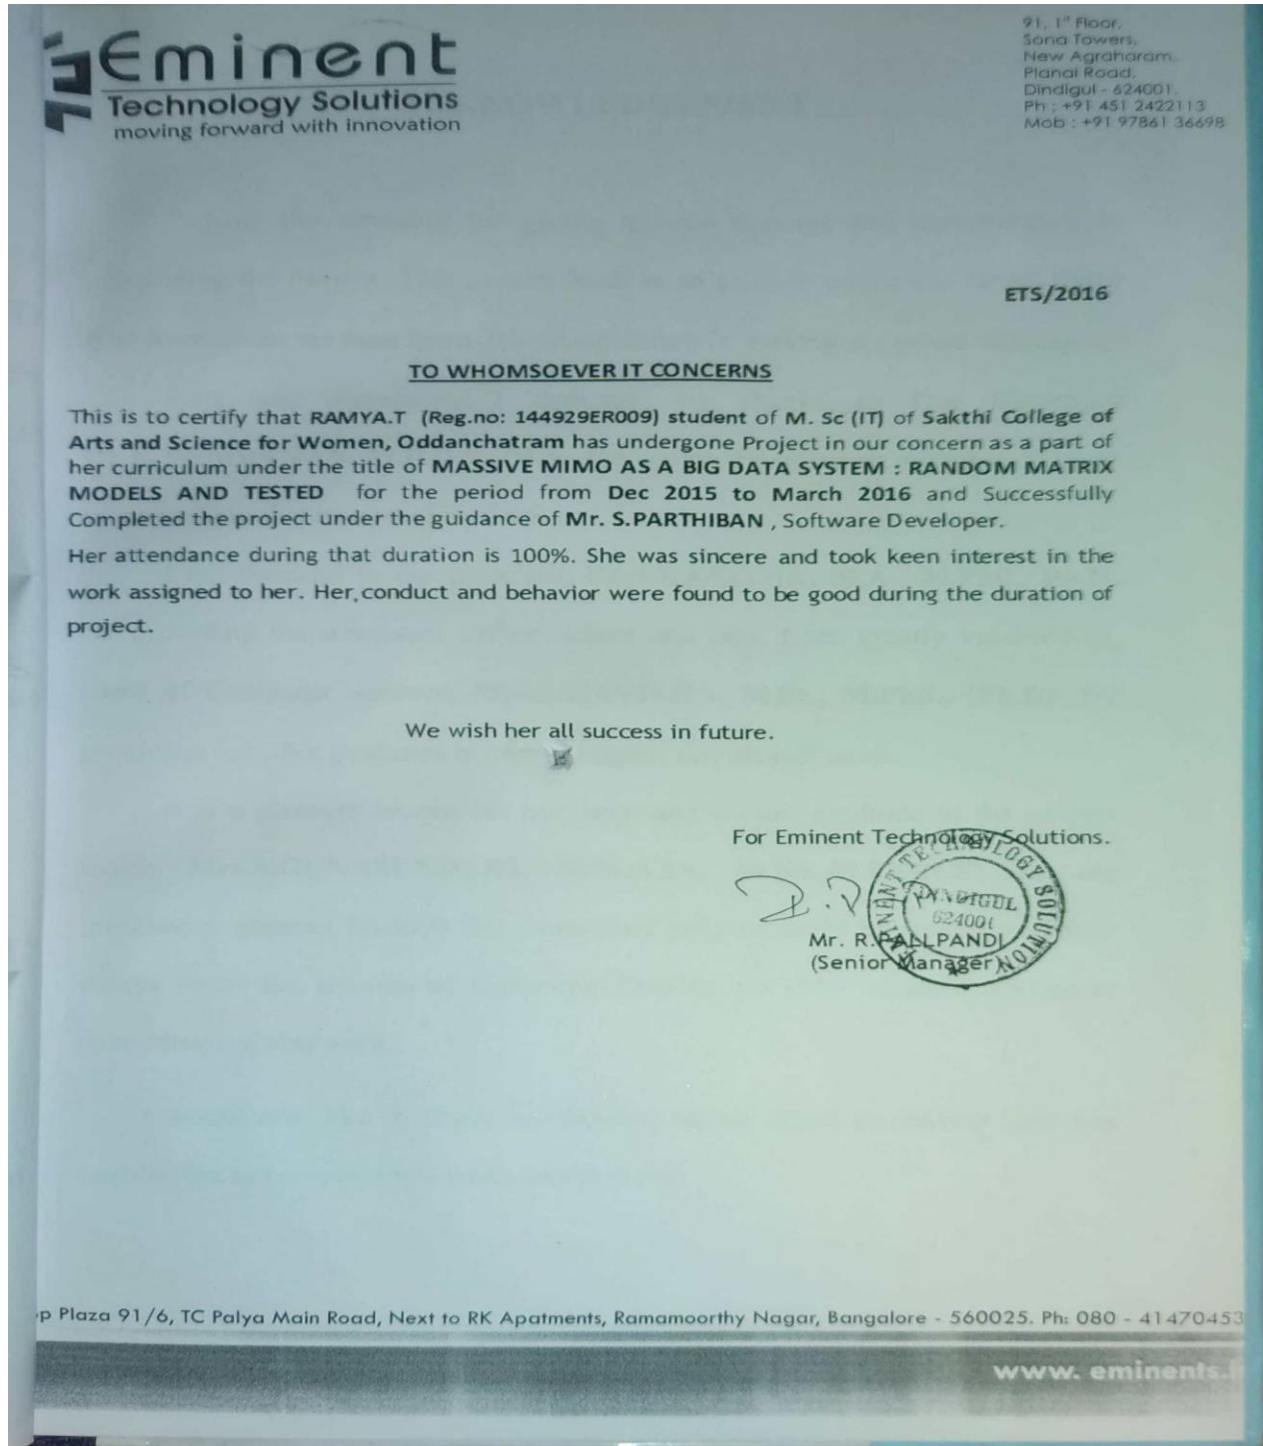 Eminent
Technology Solutions
moving forward with innovation
91, 1st Floor,
Sona Towers,
New Agraharam,
Planai Road,
Dindigul - 624001.
Ph : +91 451 2422113
Mob : +91 97861 36698
ETS/2016
TO WHOMSOEVER IT CONCERNS
This is to certify that RAMYA.T (Reg.no: 144929ER009) student of M. Sc (IT) of Sakthi College of
Arts and Science for Women, Oddanchatram has undergone Project in our concern as a part of
her curriculum under the title of MASSIVE MIMO AS A BIG DATA SYSTEM : RANDOM MATRIX
MODELS AND TESTED for the period from Dec 2015 to March 2016 and Successfully
Completed the project under the guidance of Mr. S.PARTHIBAN , Software Developer.
Her attendance during that duration is 100%. She was sincere and took keen interest in the
work assigned to her. Her conduct and behavior were found to be good during the duration of
project.
We wish her all success in future.
For Eminent Technology Solutions.
EMINENT TECHNOLOGY SOLUTION
DINDIGUL
624001
Mr. R.PALLPANDI
(Senior Manager)
p Plaza 91/6, TC Palya Main Road, Next to RK Apatments, Ramamoorthy Nagar, Bangalore - 560025. Ph: 080 - 41470453
www. eminents.i